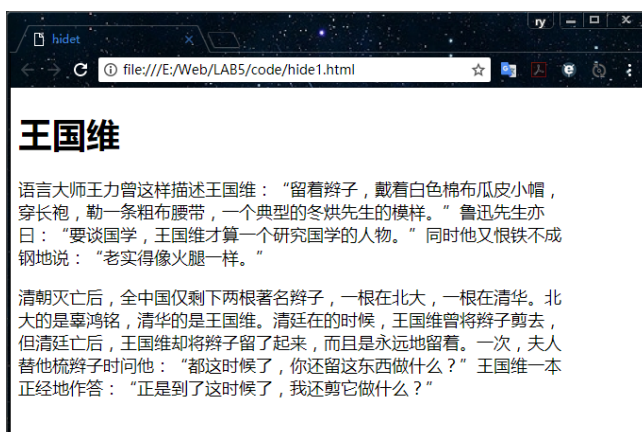 ry
hidet
file:///E:/Web/LAB5/code/hide1.html
王国维
语言大师王力曾这样描述王国维：“留着辫子，戴着白色棉布瓜皮小帽，
穿长袍，勒一条粗布腰带，一个典型的冬烘先生的模样。”鲁迅先生亦
曰：“要谈国学，王国维才算一个研究国学的人物。”同时他又恨铁不成
钢地说：“老实得像火腿一样。”
清朝灭亡后，全中国仅剩下两根著名辫子，一根在北大，一根在清华。北
大的是辜鸿铭，清华的是王国维。清廷在的时候，王国维曾将辫子剪去，
但清廷亡后，王国维却将辫子留了起来，而且是永远地留着。一次，夫人
替他梳辫子时问他：“都这时候了，你还留这东西做什么？”王国维一本
正经地作答：“正是到了这时候了，我还剪它做什么？”